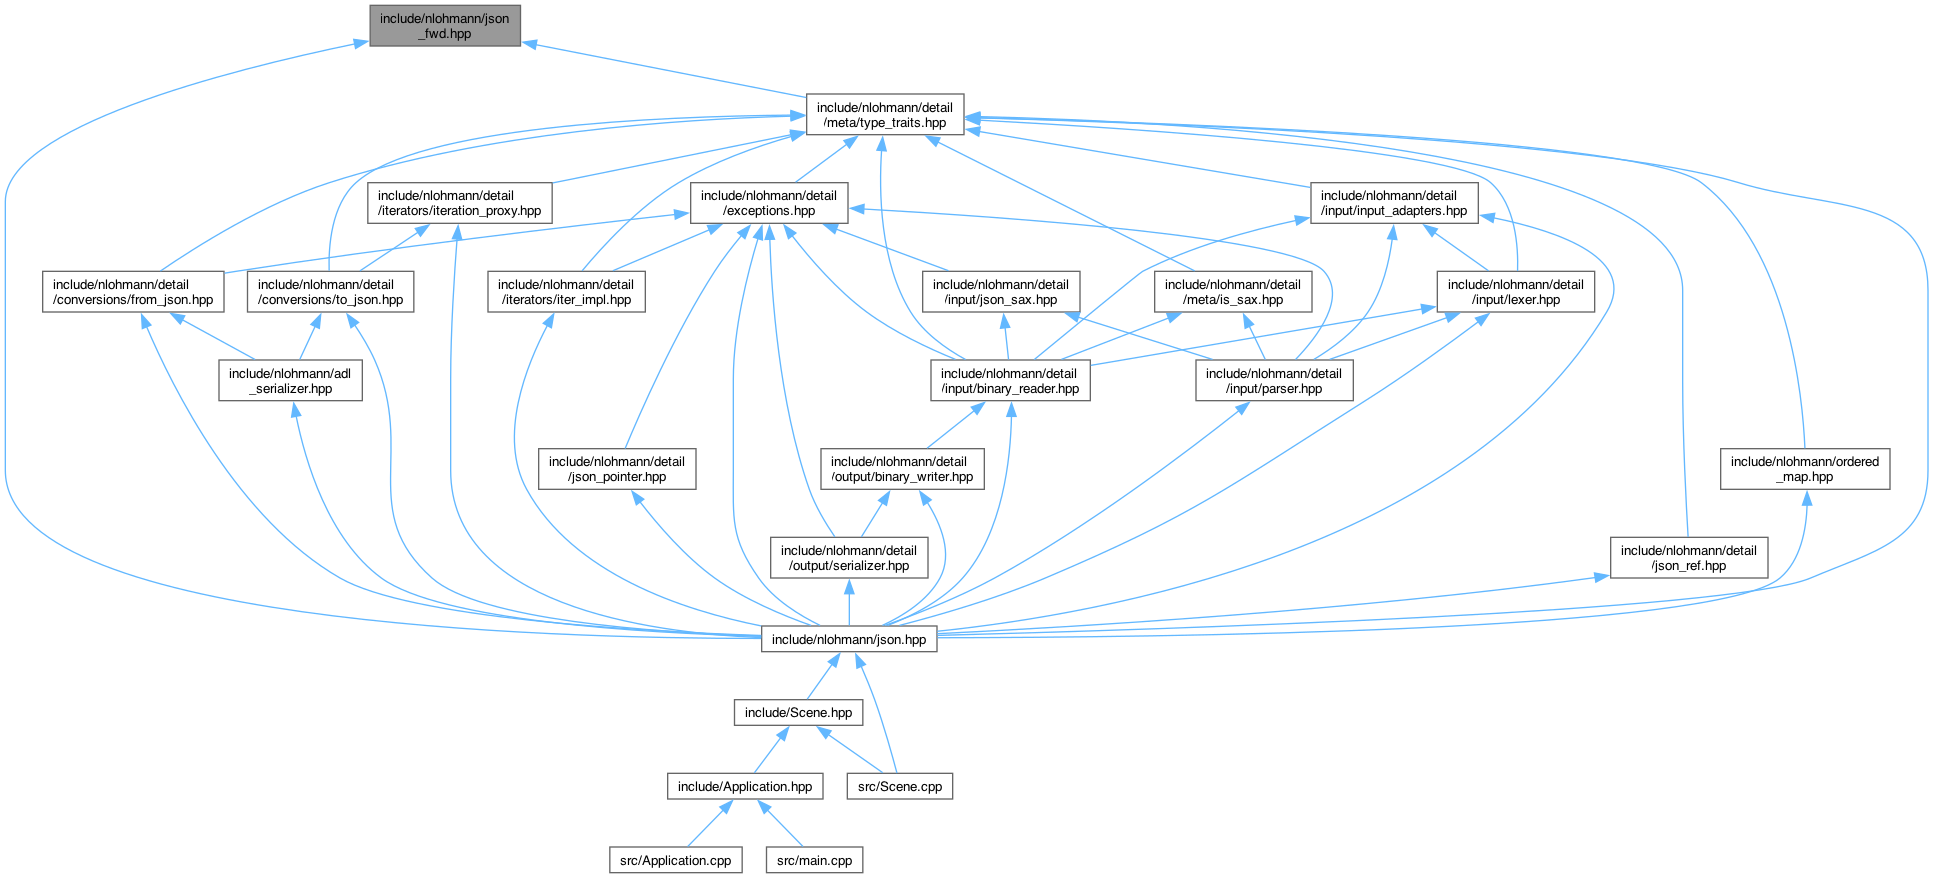 include/nlohmann/json
_fwd.hpp
include/nlohmann/detail
/meta/type_traits.hpp
include/nlohmann/detail
/iterators/iteration_proxy.hpp
include/nlohmann/detail
/exceptions.hpp
include/nlohmann/detail
/input/input_adapters.hpp
include/nlohmann/detail
/conversions/from_json.hpp
include/nlohmann/detail
/conversions/to_json.hpp
include/nlohmann/detail
/iterators/iter_impl.hpp
include/nlohmann/detail
/input/json_sax.hpp
include/nlohmann/detail
/meta/is_sax.hpp
include/nlohmann/detail
/input/lexer.hpp
include/nlohmann/adl
_serializer.hpp
include/nlohmann/detail
/input/binary_reader.hpp
include/nlohmann/detail
/input/parser.hpp
include/nlohmann/detail
/json_pointer.hpp
include/nlohmann/detail
/output/binary_writer.hpp
include/nlohmann/ordered
_map.hpp
include/nlohmann/detail
/output/serializer.hpp
include/nlohmann/detail
/json_ref.hpp
include/nlohmann/json.hpp
include/Scene.hpp
include/Application.hpp
src/Scene.cpp
src/Application.cpp
src/main.cpp